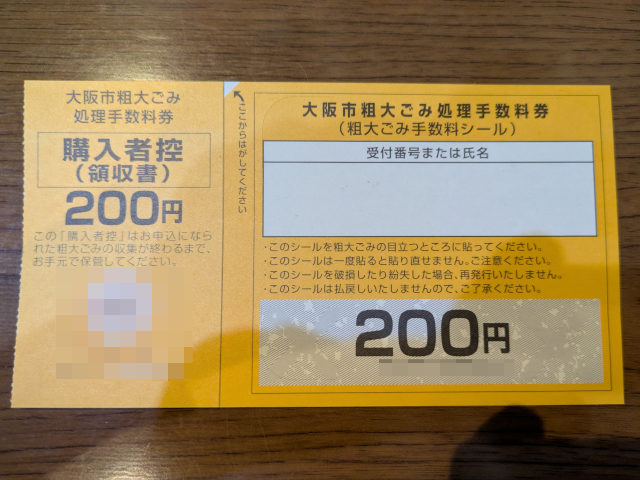 大阪市粗大ごみ
処理手数料券
購入者控
(領収書)
200円
この「購入者控」はお申込になら
れた粗大ごみの収集が終わるまで、
お手元で保管してください。
ここからはがしてください
大阪市粗大ごみ処理手数料券
(粗大ごみ手数料シール)
受付番号または氏名
・このシールを粗大ごみの目立つところに貼ってください。
・このシールは一度貼ると貼り直せません。ご注意ください。
・このシールを破損したり紛失した場合、再発行いたしません。
・このシールは払戻しいたしませんので、ご了承ください。
200円